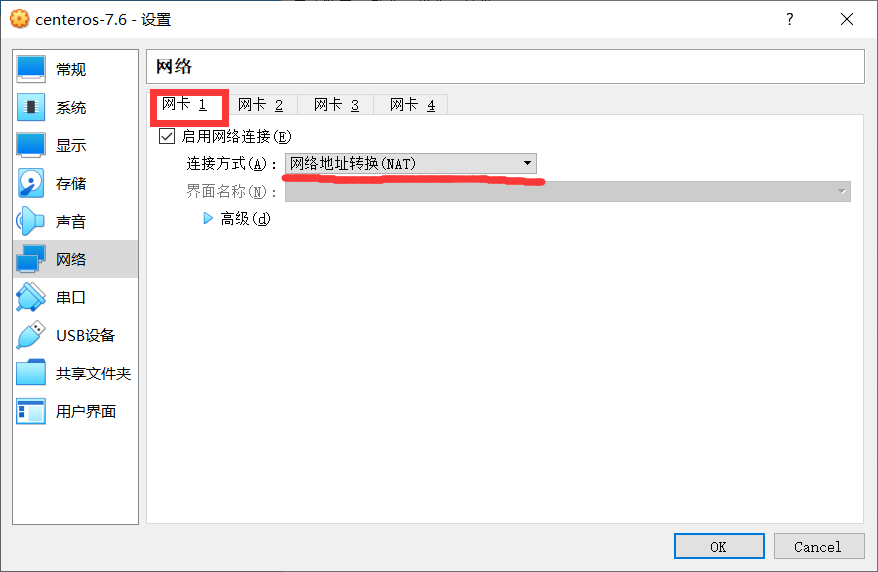 centeros-7.6 - 设置
?
常规
系统
显示
存储
声音
网络
串口
USB设备
共享文件夹
用户界面
网络
网卡 1 网卡 2 网卡 3 网卡 4
启用网络连接(E)
连接方式(A): 网络地址转换(NAT)
界面名称(N):
高级(d)
OK Cancel